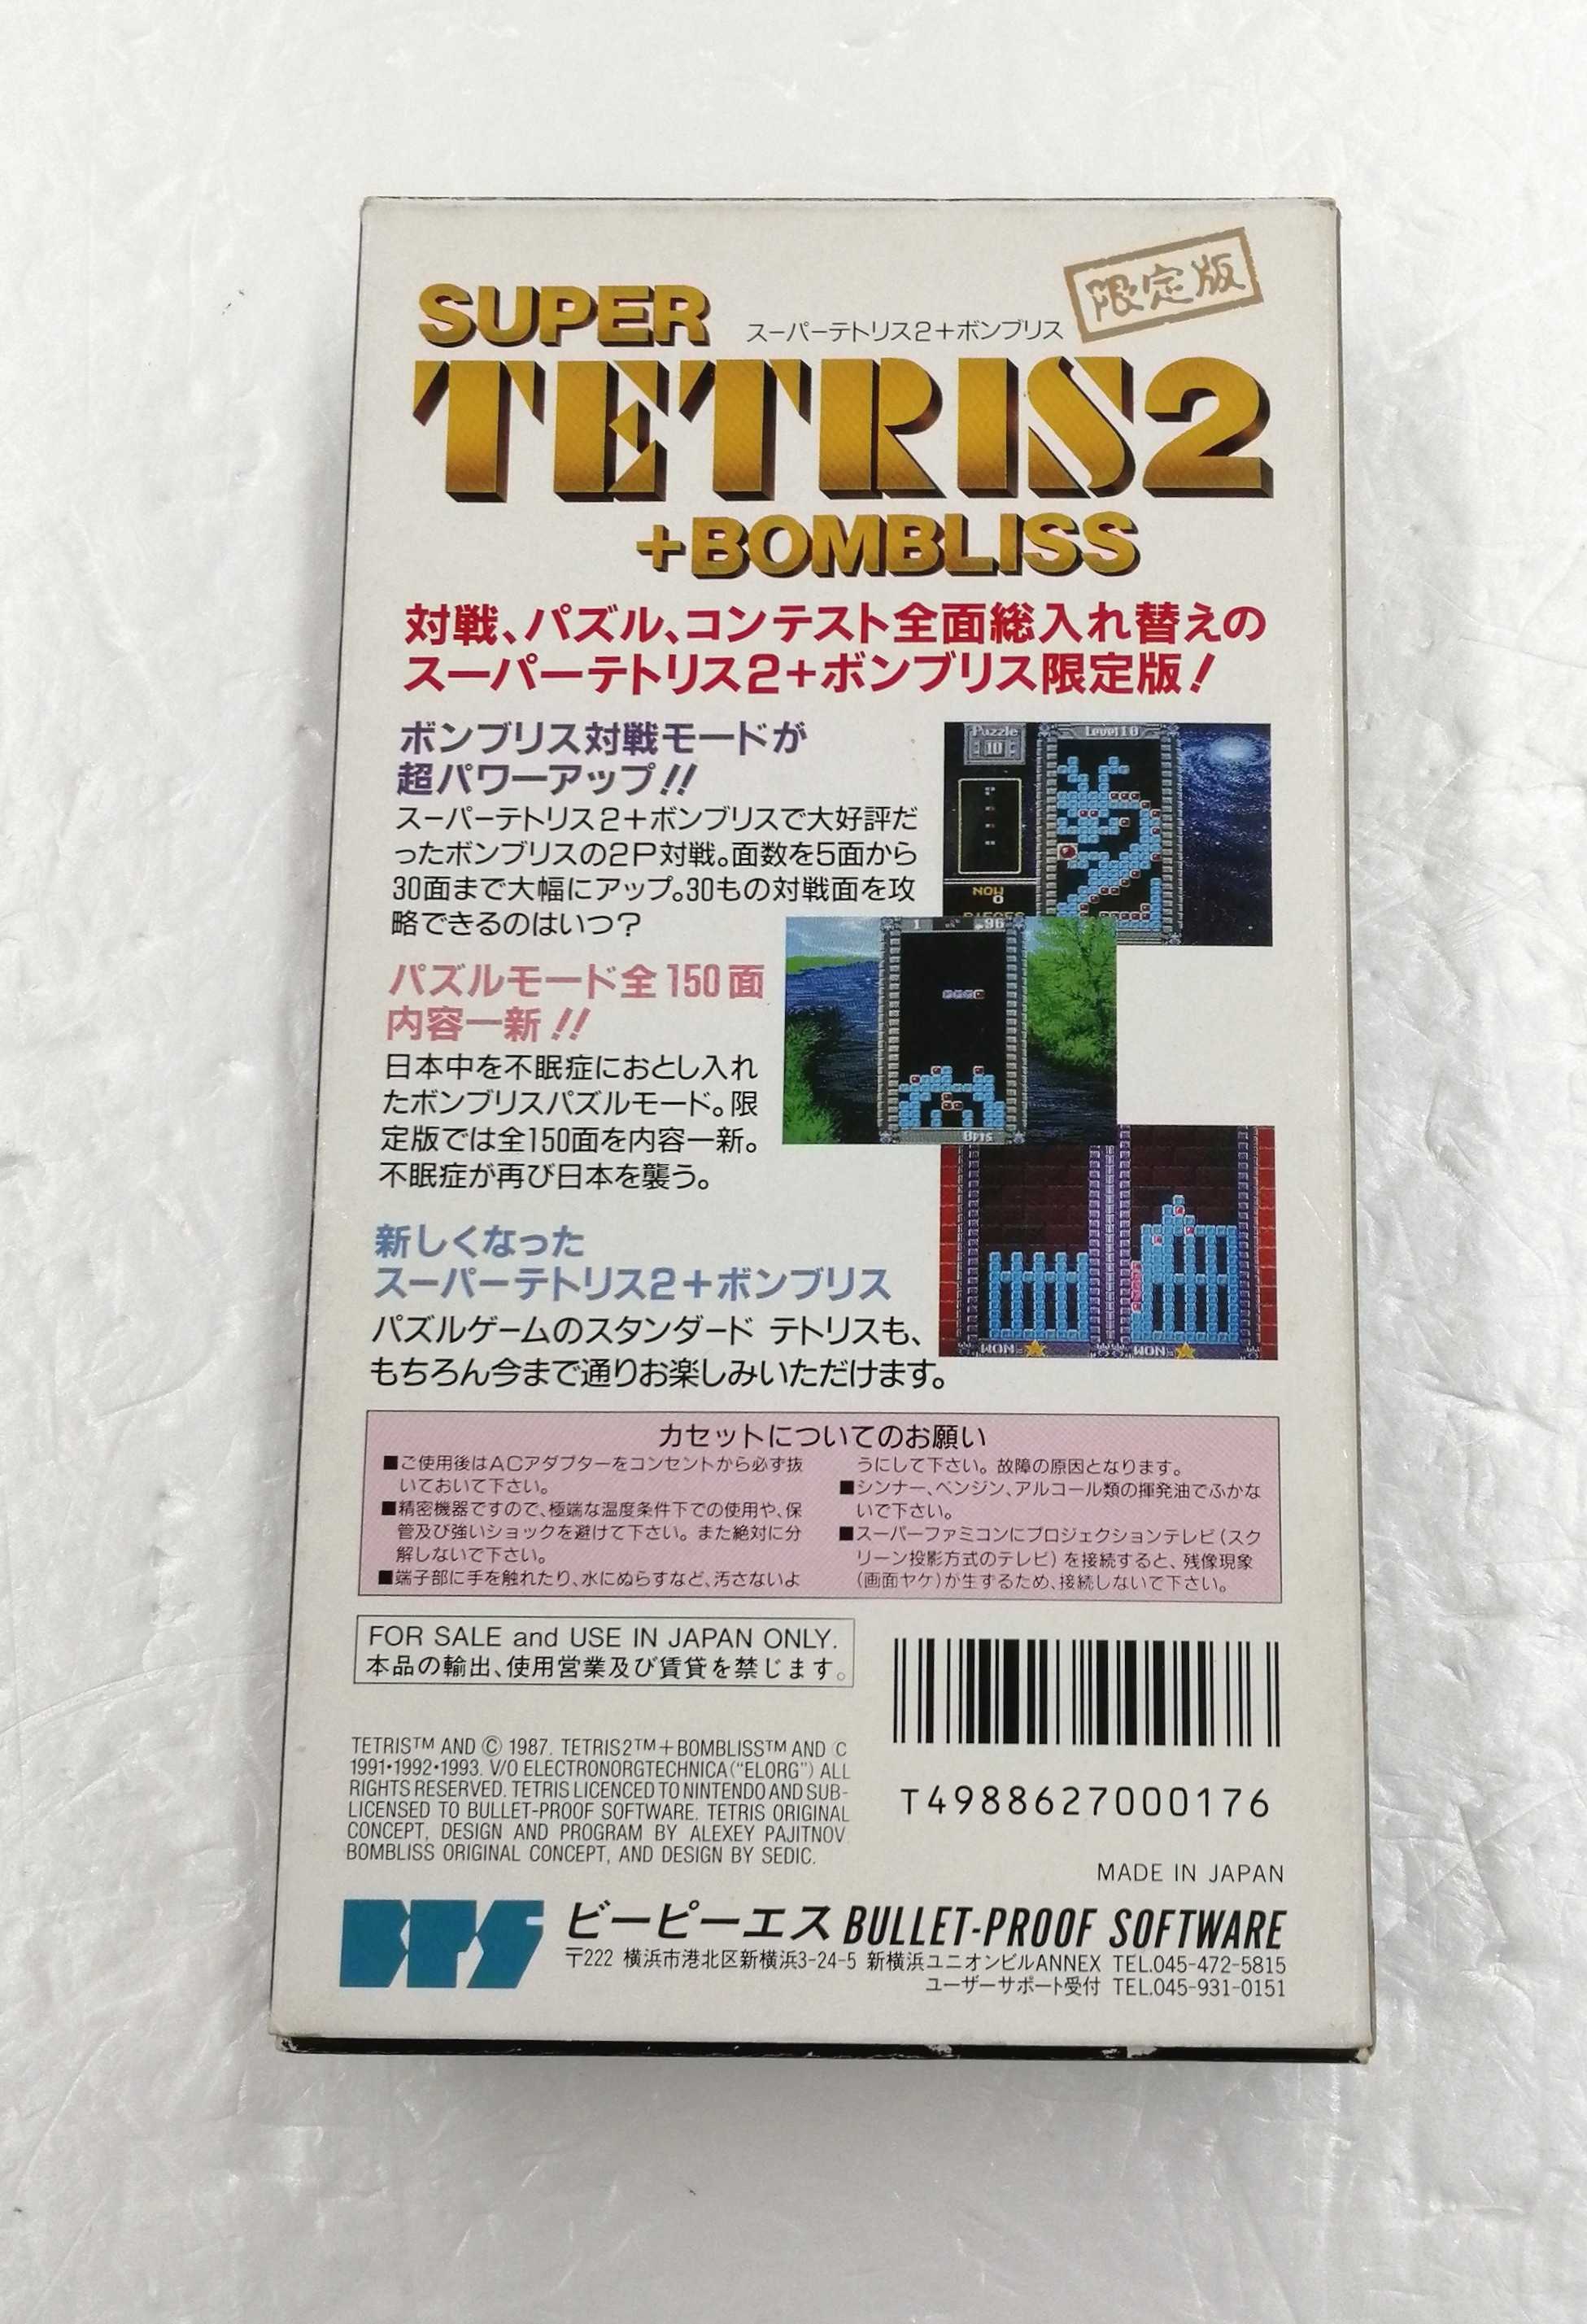 限定版
SUPER
スーパーテトリス2+ボンブリス
TETRIS2
+BOMBLISS
対戦、パズル、コンテスト全面総入れ替えの
スーパーテトリス2+ボンブリス限定版!
ボンブリス対戦モードが
超パワーアップ!!
スーパーテトリス2+ボンブリスで大好評だ
ったボンブリスの2P対戦。面数を5面から
30面まで大幅にアップ。30もの対戦面を攻
略できるのはいつ?
Puzzle
10
Level10
NOW
0
PIECES
1
96
0pts
パズルモード全150面
内容一新!!
日本中を不眠症におとし入れ
たボンブリスパズルモード。限
定版では全150面を内容一新。
不眠症が再び日本を襲う。
新しくなった
スーパーテトリス2+ボンブリス
パズルゲームのスタンダード テトリスも、
もちろん今まで通りお楽しみいただけます。
WON=
WON=
カセットについてのお願い
■ご使用後はACアダプターをコンセントから必ず抜
いておいて下さい。
■精密機器ですので、極端な温度条件下での使用や、保
管及び強いショックを避けて下さい。また絶対に分
解しないで下さい。
■端子部に手を触れたり、水にぬらすなど、汚さないよ
うにして下さい。故障の原因となります。
■シンナー、ベンジン、アルコール類の揮発油でふかな
いで下さい。
■スーパーファミコンにプロジェクションテレビ(スク
リーン投影方式のテレビ)を接続すると、残像現象
(画面ヤケ)が生ずるため、接続しないで下さい。
FOR SALE and USE IN JAPAN ONLY.
本品の輸出、使用営業及び賃貸を禁じます。
TETRIS™ AND © 1987. TETRIS2™+BOMBLISS™ AND C
1991•1992•1993. V/O ELECTRONORGTECHNICA ("ELORG") ALL
RIGHTS RESERVED. TETRIS LICENCED TO NINTENDO AND SUB-
LICENSED TO BULLET-PROOF SOFTWARE. TETRIS ORIGINAL
CONCEPT, DESIGN AND PROGRAM BY ALEXEY PAJITNOV
BOMBLISS ORIGINAL CONCEPT, AND DESIGN BY SEDIC.
T4988627000176
MADE IN JAPAN
BPS
ビーピーエス BULLET-PROOF SOFTWARE
〒222 横浜市港北区新横浜3-24-5 新横浜ユニオンビルANNEX TEL.045-472-5815
ユーザーサポート受付 TEL.045-931-0151